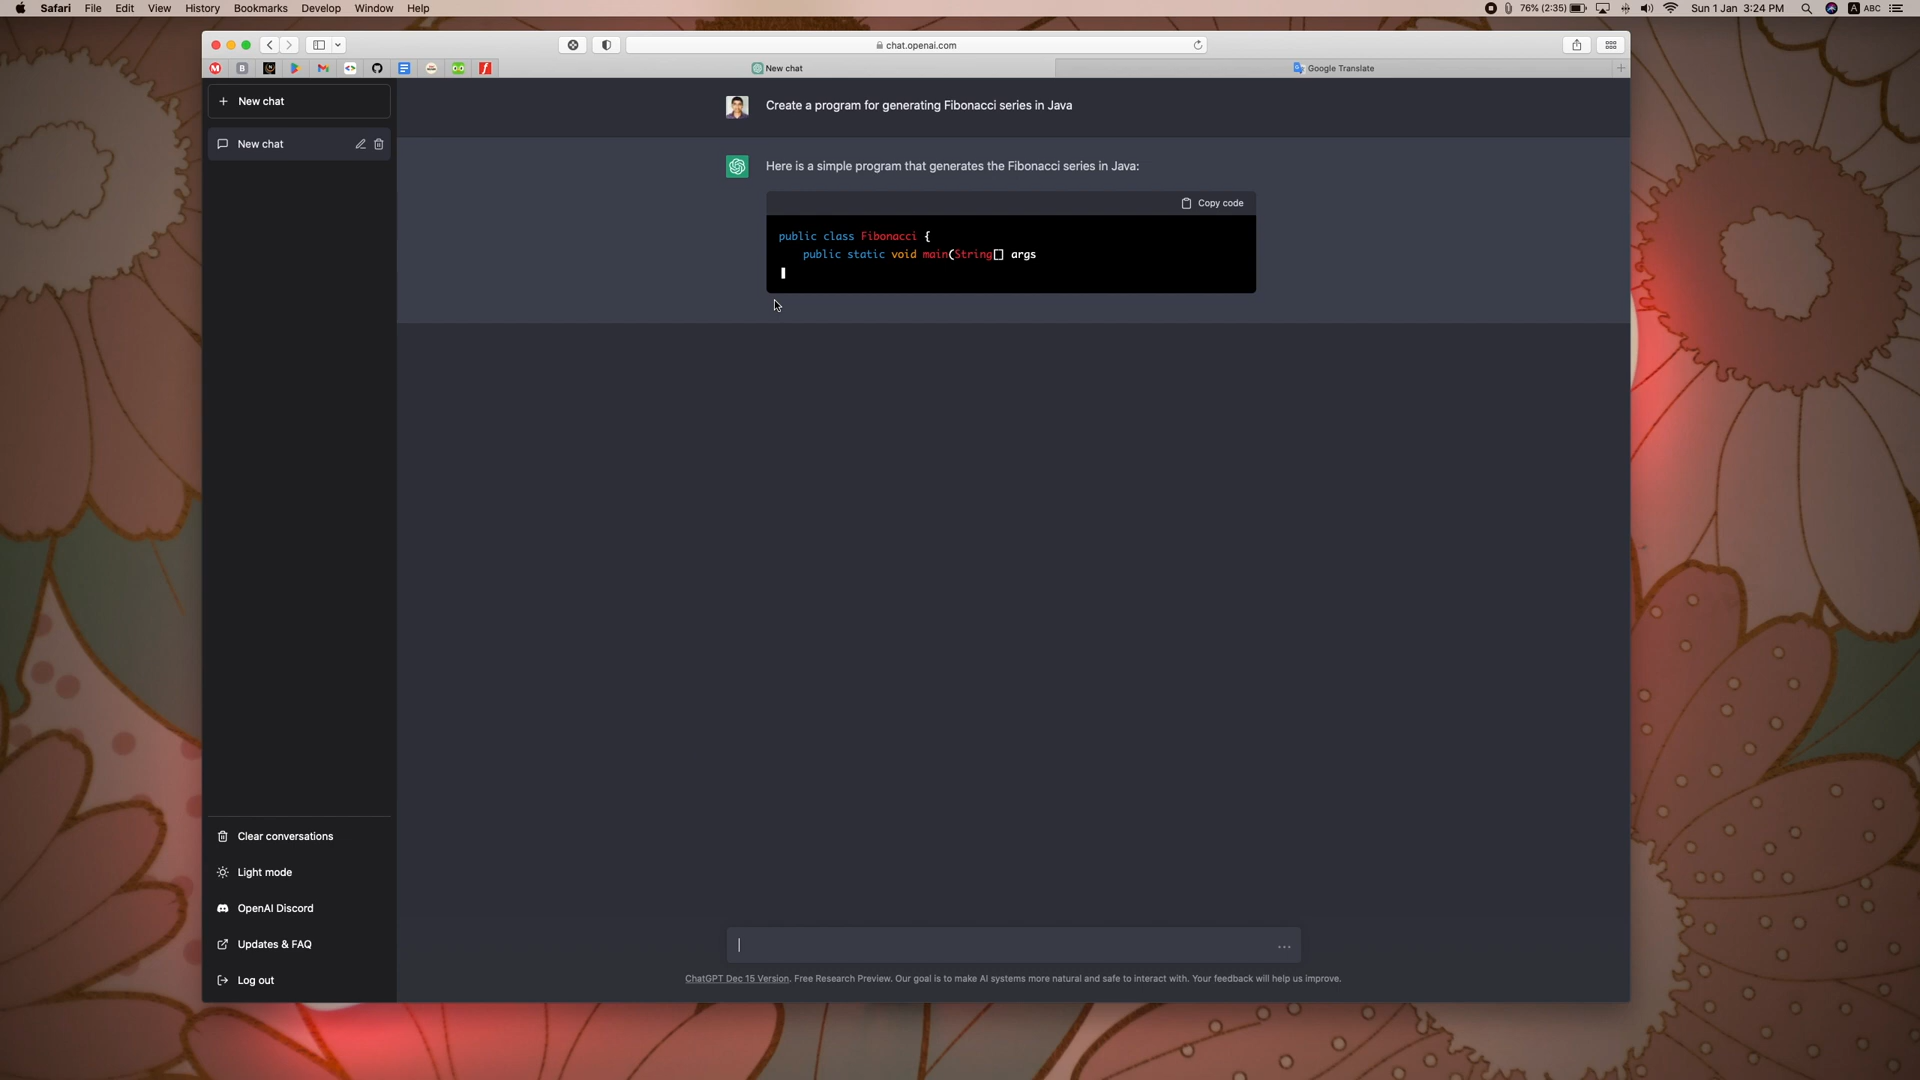 Safari File Edit View History Bookmarks Develop Window Help 76% (2:35) A ABC Sun 1 Jan 3:24 PM
chat.openai.com
M B New chat Google Translate
New chat
New chat
Create a program for generating Fibonacci series in Java
Here is a simple program that generates the Fibonacci series in Java:
Copy code
public class Fibonacci {
public static void main(String[] args
Clear conversations
Light mode
OpenAI Discord
Updates & FAQ
Log out
ChatGPT Dec 15 Version. Free Research Preview. Our goal is to make AI systems more natural and safe to interact with. Your feedback will help us improve.